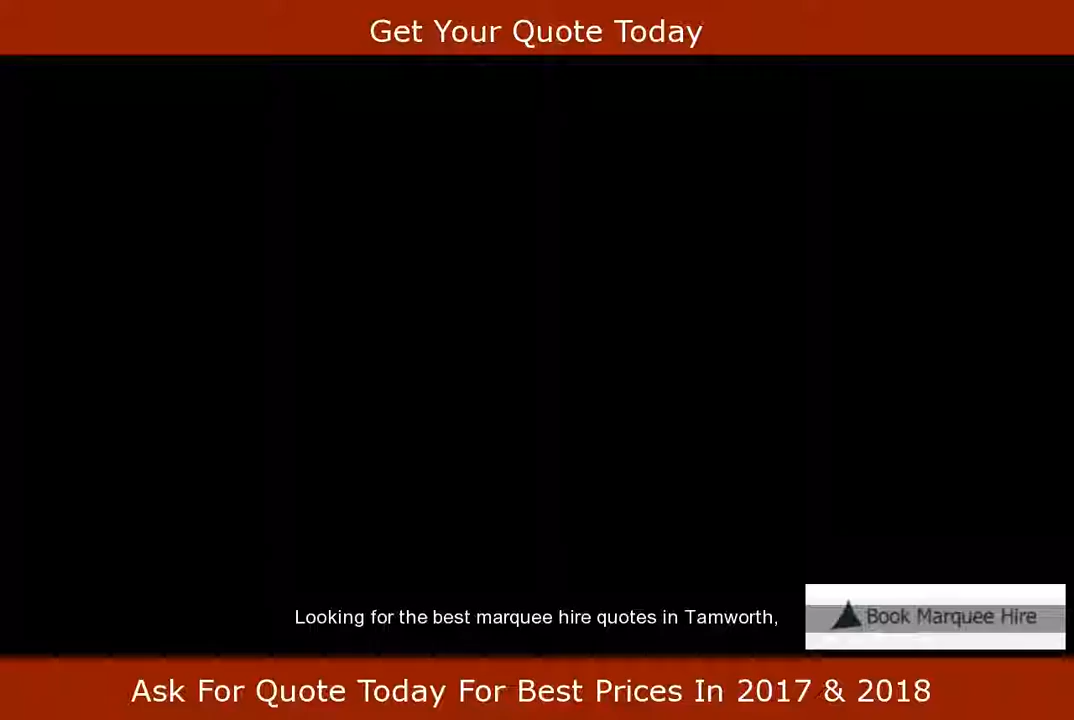 Get Your Quote Today
Looking for the best marquee hire quotes in Tamworth,
Book Marquee Hire
Ask For Quote Today For Best Prices In 2017 & 2018